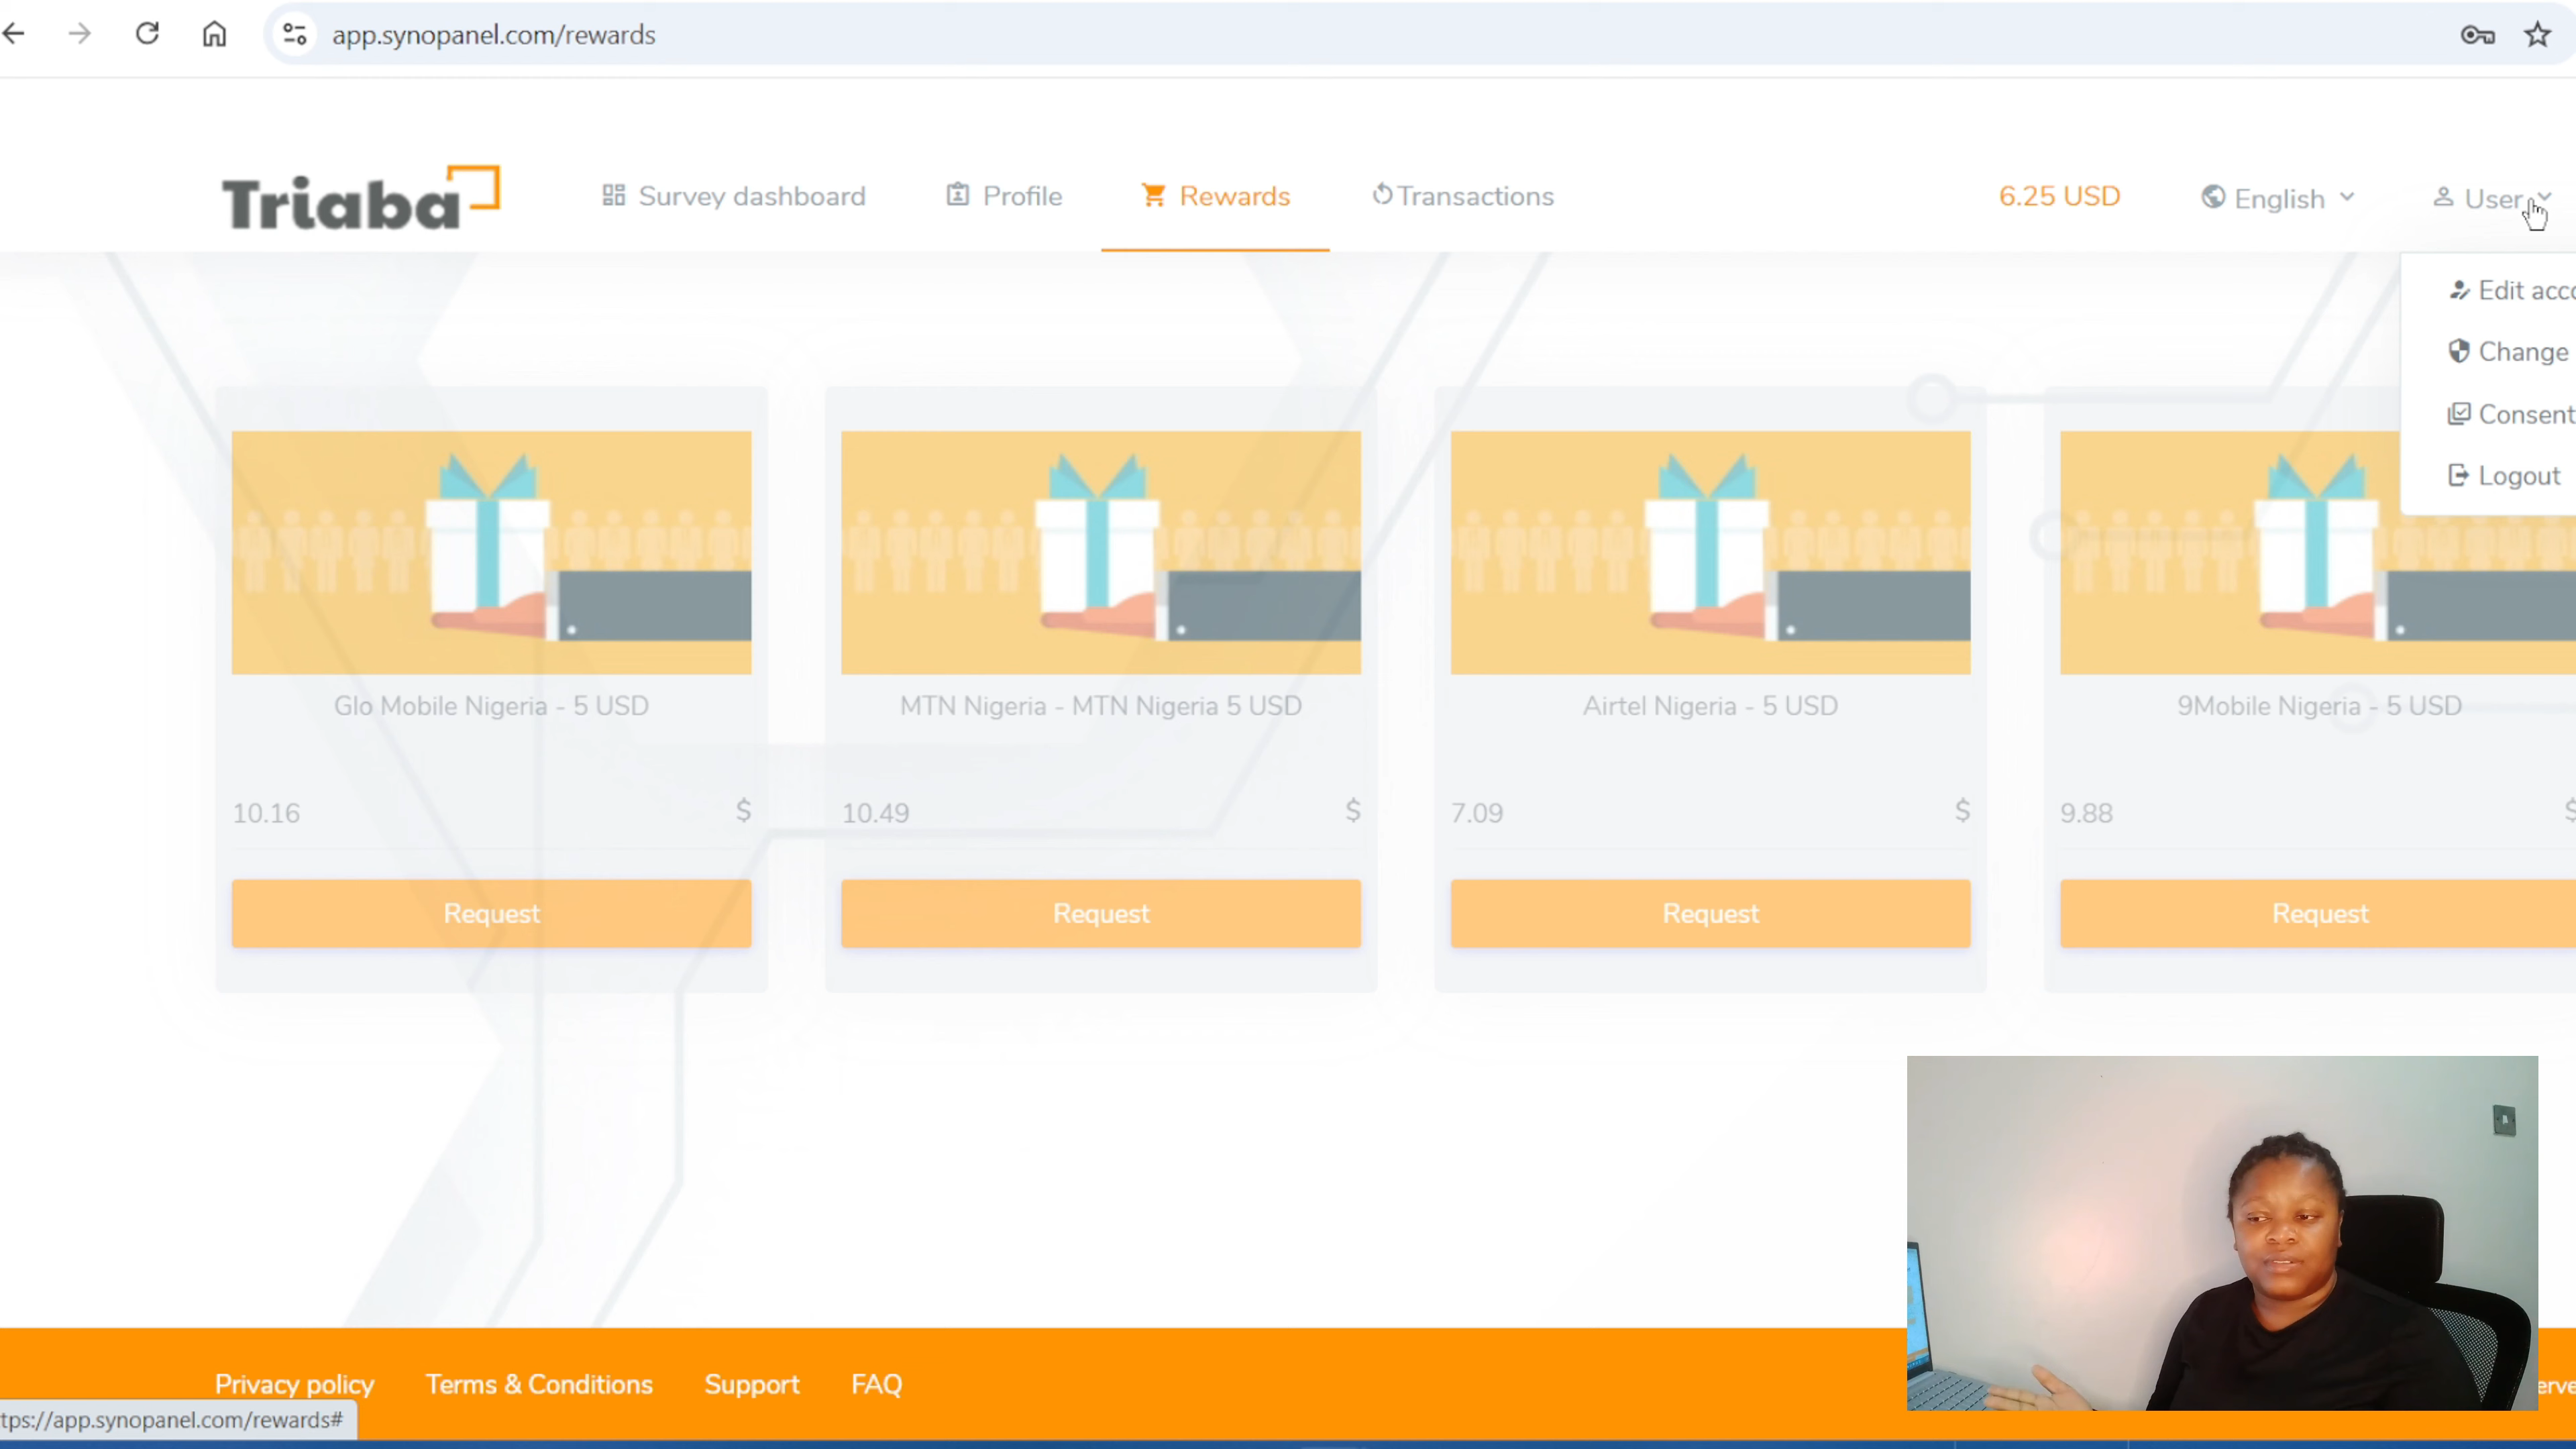 app.synopanel.com/rewards
Triaba
Survey dashboard
Profile
Rewards
Transactions
6.25 USD
English
User
Edit acco
Change
Consent
Logout
Glo Mobile Nigeria - 5 USD
MTN Nigeria - MTN Nigeria 5 USD
Airtel Nigeria - 5 USD
9Mobile Nigeria - 5 USD
10.16 $
10.49 $
7.09 $
9.88 $
Request
Request
Request
Request
Privacy policy
Terms & Conditions
Support
FAQ
erve
tps://app.synopanel.com/rewards#